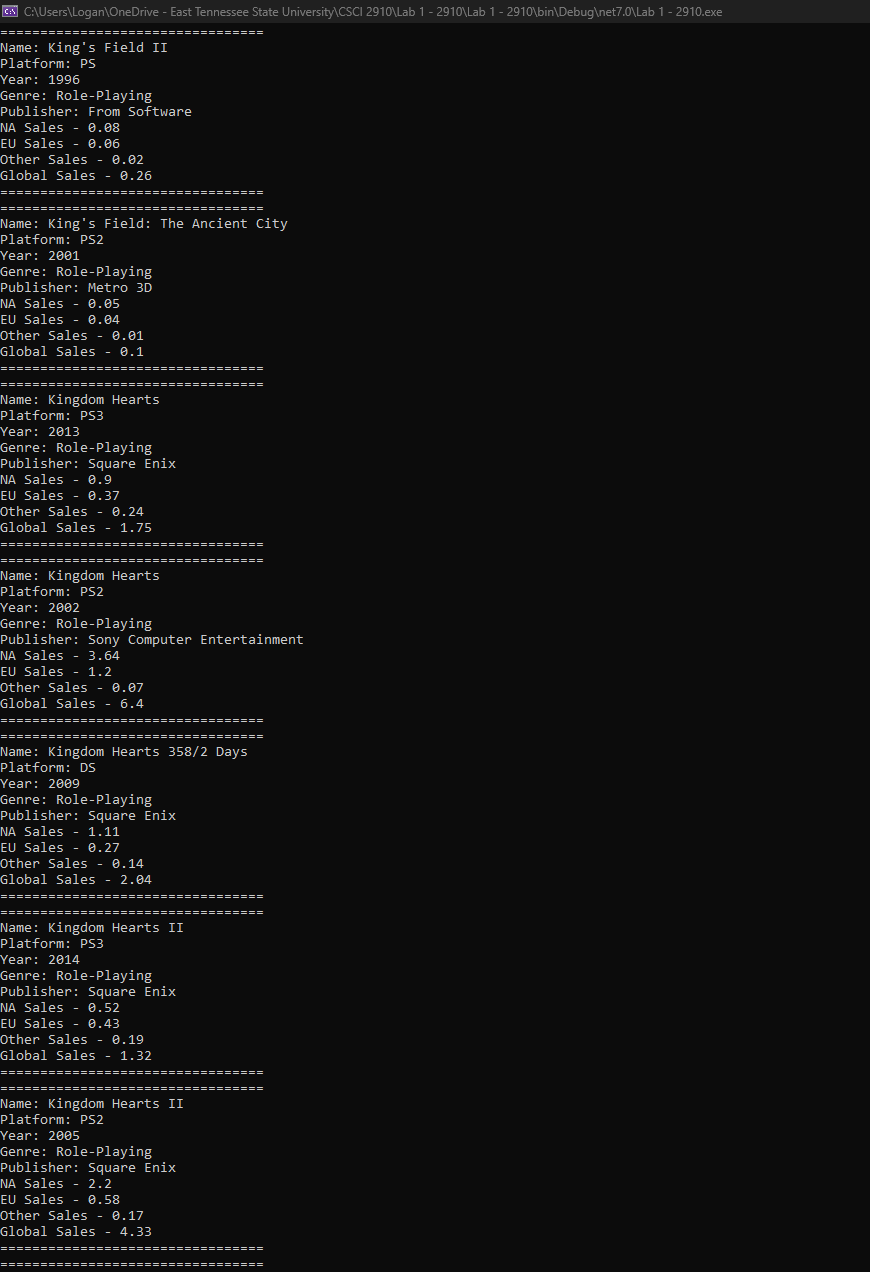 C:\Users\Logan\OneDrive - East Tennessee State University\CSCI 2910\Lab 1 - 2910\Lab 1 - 2910\bin\Debug\net7.0\Lab 1 - 2910.exe
=================================
Name: King's Field II
Platform: PS
Year: 1996
Genre: Role-Playing
Publisher: From Software
NA Sales - 0.08
EU Sales - 0.06
Other Sales - 0.02
Global Sales - 0.26
=================================
=================================
Name: King's Field: The Ancient City
Platform: PS2
Year: 2001
Genre: Role-Playing
Publisher: Metro 3D
NA Sales - 0.05
EU Sales - 0.04
Other Sales - 0.01
Global Sales - 0.1
=================================
=================================
Name: Kingdom Hearts
Platform: PS3
Year: 2013
Genre: Role-Playing
Publisher: Square Enix
NA Sales - 0.9
EU Sales - 0.37
Other Sales - 0.24
Global Sales - 1.75
=================================
=================================
Name: Kingdom Hearts
Platform: PS2
Year: 2002
Genre: Role-Playing
Publisher: Sony Computer Entertainment
NA Sales - 3.64
EU Sales - 1.2
Other Sales - 0.07
Global Sales - 6.4
=================================
=================================
Name: Kingdom Hearts 358/2 Days
Platform: DS
Year: 2009
Genre: Role-Playing
Publisher: Square Enix
NA Sales - 1.11
EU Sales - 0.27
Other Sales - 0.14
Global Sales - 2.04
=================================
=================================
Name: Kingdom Hearts II
Platform: PS3
Year: 2014
Genre: Role-Playing
Publisher: Square Enix
NA Sales - 0.52
EU Sales - 0.43
Other Sales - 0.19
Global Sales - 1.32
=================================
=================================
Name: Kingdom Hearts II
Platform: PS2
Year: 2005
Genre: Role-Playing
Publisher: Square Enix
NA Sales - 2.2
EU Sales - 0.58
Other Sales - 0.17
Global Sales - 4.33
=================================
=================================